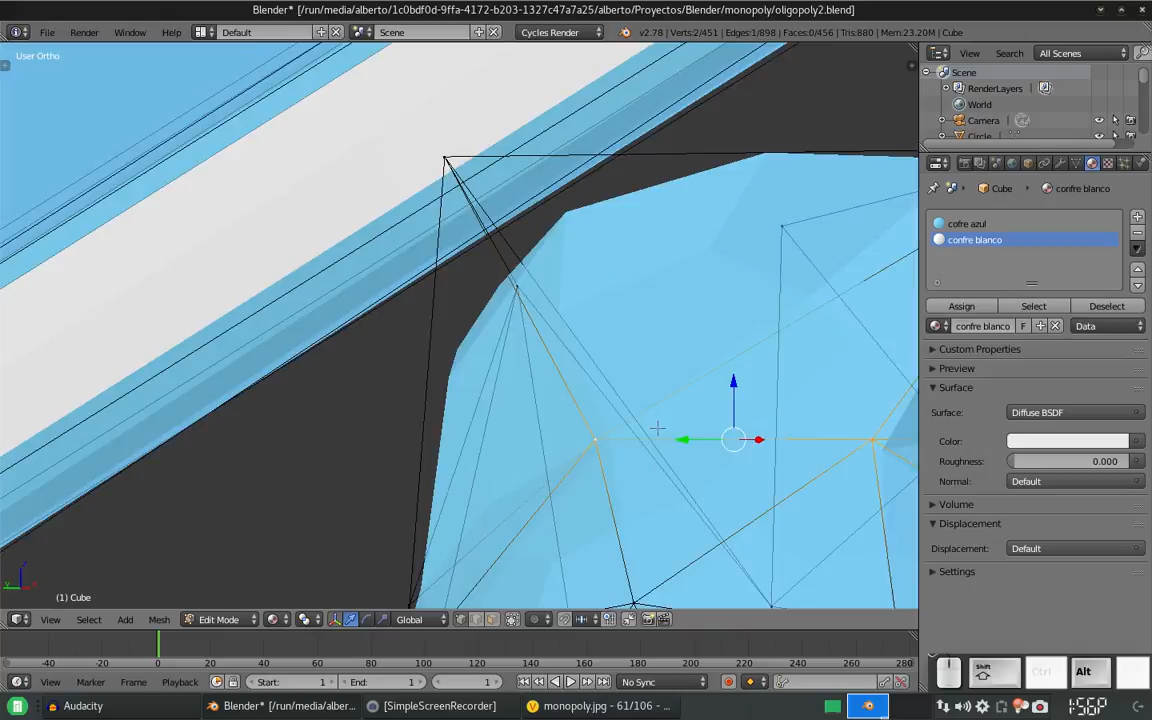 Blender* [/run/media/alberto/1c0bdf0d-9ffa-4172-b203-1327c47a7a25/alberto/Proyectos/Blender/monopoly/oligopoly2.blend]
File Render Window Help Default Scene Cycles Render v2.78 | Verts:2/451 | Edges:1/898 | Faces:0/456 | Tris:880 | Mem:23.20M | Cube
User Ortho
View Search All Scenes
Scene
RenderLayers
World
Camera
Circle
Cube confre blanco
cofre azul
confre blanco
Assign Select Deselect
confre blanco F Data
Custom Properties
Preview
Surface
Surface: Diffuse BSDF
Color:
Roughness: 0.000
Normal: Default
Volume
Displacement
Displacement: Default
Settings
(1) Cube
View Select Add Mesh Edit Mode Global
-40 -20 0 20 40 60 80 100 120 140 160 180 200 220 240 260 280
View Marker Frame Playback Start: 1 End: 1 1 No Sync
Shift Ctrl Alt
Audacity Blender* [/run/media/alber... [SimpleScreenRecorder] monopoly.jpg - 61/106 - ... 1:56P